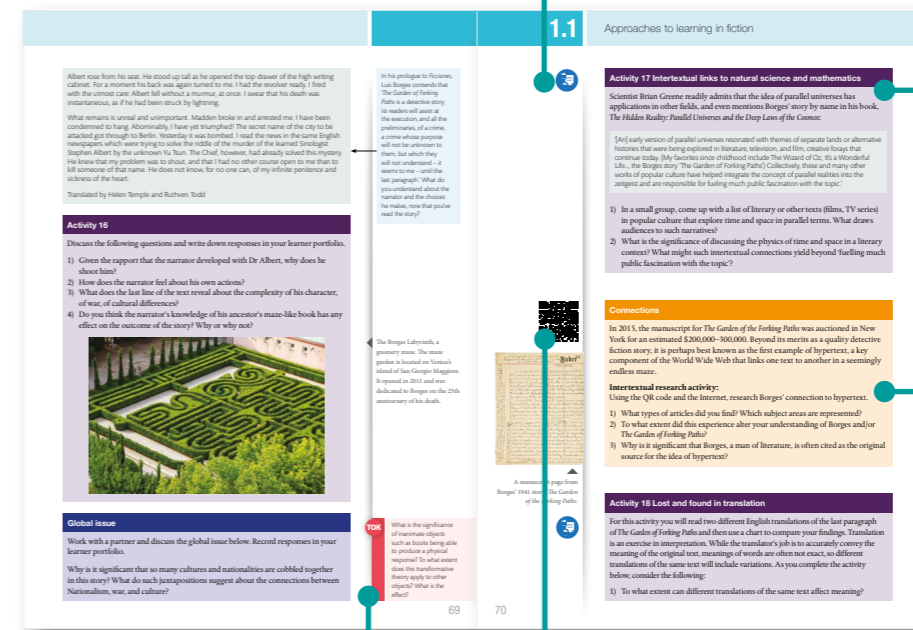 1.1
Approaches to learning in fiction
Albert rose from his seat. He stood up tall as he opened the top drawer of the high writing
cabinet. For a moment his back was again turned to me. I had the revolver ready. I fired
with the utmost care: Albert fell without a murmur, at once. I swear that his death was
instantaneous, as if he had been struck by lightning.
What remains is unreal and unimportant. Madden broke in and arrested me. I have been
condemned to hang. Abominably, I have yet triumphed! The secret name of the city to be
attacked got through to Berlin. Yesterday it was bombed. I read the news in the same English
newspapers which were trying to solve the riddle of the murder of the learned Sinologist
Stephen Albert by the unknown Yu Tsun. The Chief, however, had already solved this mystery.
He knew that my problem was to shout, and that I had no other course open to me than to
kill someone of that name. He does not know, for no one can, of my infinite penitence and
sickness of the heart.
Translated by Helen Temple and Ruthven Todd
In his prologue to Ficciones,
Luis Borges contends that
'The Garden of Forking
Paths is a detective story;
its readers will assist at
the execution, and all the
preliminaries, of a crime,
a crime whose purpose
will not be unknown to
them, but which they
will not understand – it
seems to me – until the
last paragraph.' What do
you understand about the
narrator and the choices
he makes, now that you've
read the story?
Activity 16
Discuss the following questions and write down responses in your learner portfolio.
1) Given the rapport that the narrator developed with Dr Albert, why does he
shoot him?
2) How does the narrator feel about his own actions?
3) What does the last line of the text reveal about the complexity of his character,
of war, of cultural differences?
4) Do you think the narrator's knowledge of his ancestor's maze-like book has any
effect on the outcome of the story? Why or why not?
The Borges Labyrinth, a
greenery maze. The maze
garden is located on Venice's
island of San Giorgio Maggiore.
It opened in 2011 and was
dedicated to Borges on the 25th
anniversary of his death.
Global issue
Work with a partner and discuss the global issue below. Record responses in your
learner portfolio.
Why is it significant that so many cultures and nationalities are cobbled together
in this story? What do such juxtapositions suggest about the connections between
Nationalism, war, and culture?
TOK
What is the significance
of inanimate objects
such as books being able
to produce a physical
response? To what extent
does this transformative
theory apply to other
objects? What is the
effect?
69
70
Activity 17 Intertextual links to natural science and mathematics
Scientist Brian Greene readily admits that the idea of parallel universes has
applications in other fields, and even mentions Borges' story by name in his book,
The Hidden Reality: Parallel Universes and the Deep Laws of the Cosmos:
'[An] early version of parallel universes resonated with themes of separate lands or alternative
histories that were being explored in literature, television, and film, creative forays that
continue today. (My favorites since childhood include The Wizard of Oz, It's a Wonderful
Life... the Borges story 'The Garden of Forking Paths'.) Collectively, these and many other
works of popular culture have helped integrate the concept of parallel realities into the
zeitgeist and are responsible for fueling much public fascination with the topic.'
1) In a small group, come up with a list of literary or other texts (films, TV series)
in popular culture that explore time and space in parallel terms. What draws
audiences to such narratives?
2) What is the significance of discussing the physics of time and space in a literary
context? What might such intertextual connections yield beyond 'fuelling much
public fascination with the topic'?
Connections
In 2015, the manuscript for The Garden of the Forking Paths was auctioned in New
York for an estimated $200,000–300,000. Beyond its merits as a quality detective
fiction story, it is perhaps best known as the first example of hypertext, a key
component of the World Wide Web that links one text to another in a seemingly
endless maze.
Intertextual research activity:
Using the QR code and the Internet, research Borges' connection to hypertext.
1) What types of articles did you find? Which subject areas are represented?
2) To what extent did this experience alter your understanding of Borges and/or
The Garden of Forking Paths?
3) Why is it significant that Borges, a man of literature, is often cited as the original
source for the idea of hypertext?
A manuscript page from
Borges' 1941 story The Garden
of the Forking Paths.
Activity 18 Lost and found in translation
For this activity you will read two different English translations of the last paragraph
of The Garden of Forking Paths and then use a chart to compare your findings. Translation
is an exercise in interpretation. While the translator's job is to accurately convey the
meaning of the original text, meanings of words are often not exact, so different
translations of the same text will include variations. As you complete the activity
below, consider the following:
1) To what extent can different translations of the same text affect meaning?